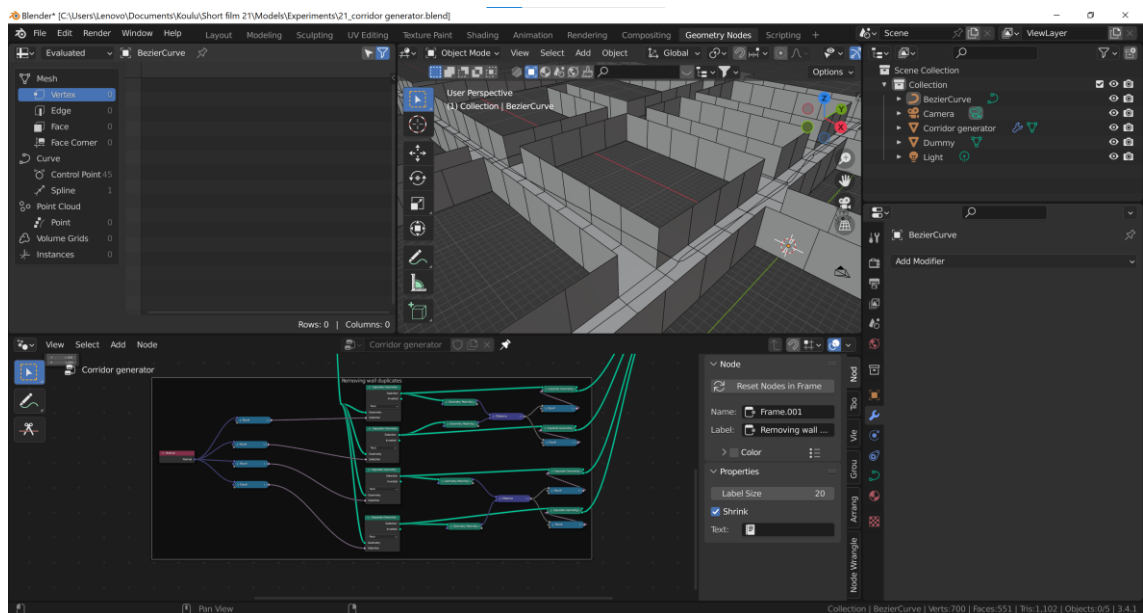 Blender* [C:\Users\Lenovo\Documents\Koulu\Short film 21\Models\Experiments\21_corridor generator.blend]
File Edit Render Window Help Layout Modeling Sculpting UV Editing Texture Paint Shading Animation Rendering Compositing Geometry Nodes Scripting + Scene ViewLayer
Evaluated BezierCurve Object Mode View Select Add Object Global
Options
Mesh
Vertex 0
Edge 0
Face 0
Face Corner 0
Curve
Control Point 45
Spline 1
Point Cloud
Point 0
Volume Grids 0
Instances 0
Rows: 0 | Columns: 0
User Perspective
(1) Collection | BezierCurve
Z
Y
X
Scene Collection
Collection
BezierCurve
Camera
Corridor generator
Dummy
Light
BezierCurve
Add Modifier
View Select Add Node Corridor generator
Corridor generator
Removing wall duplicates
Node
Reset Nodes in Frame
Name: Frame.001
Label: Removing wall ...
Color
Properties
Label Size 20
Shrink
Text:
Nod
Too
Vie
Grou
Arrang
Node Wrangle
Pan View
Collection | BezierCurve | Verts:700 | Faces:551 | Tris:1,102 | Objects:0/5 | 3.4.1